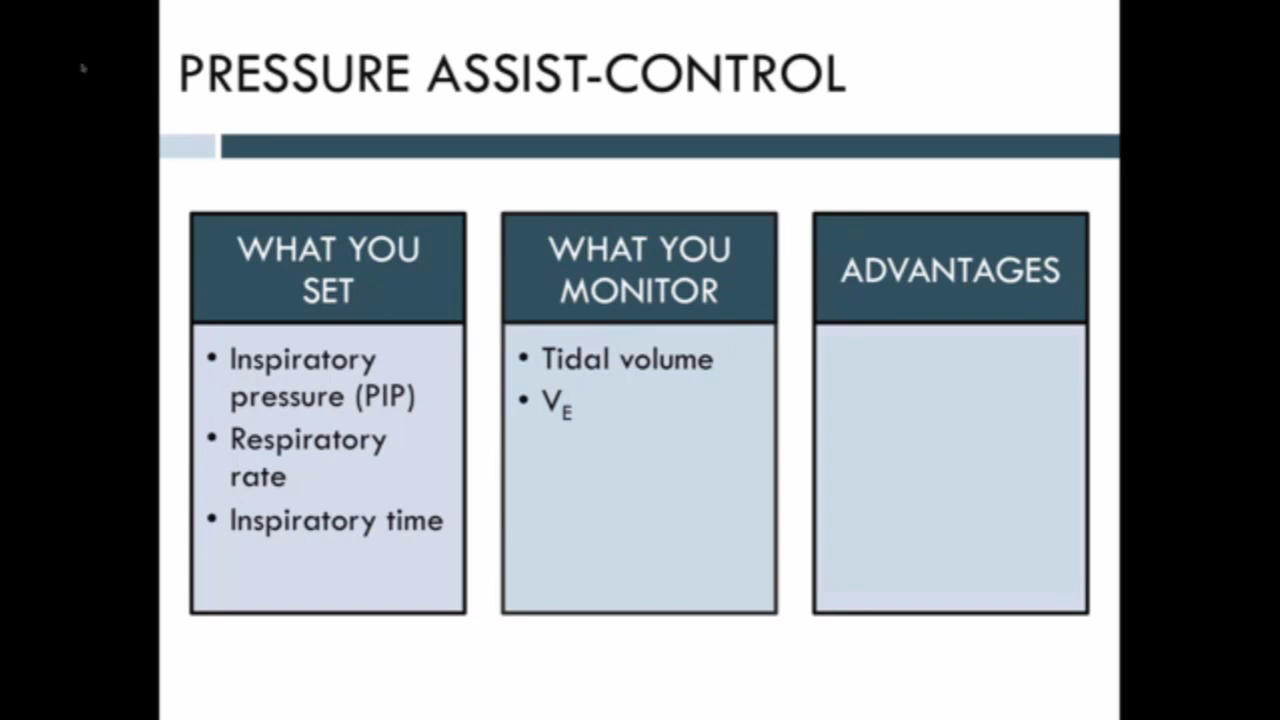 PRESSURE ASSIST-CONTROL
WHAT YOU
SET
• Inspiratory
pressure (PIP)
• Respiratory
rate
• Inspiratory time
WHAT YOU
MONITOR
• Tidal volume
• VE
ADVANTAGES